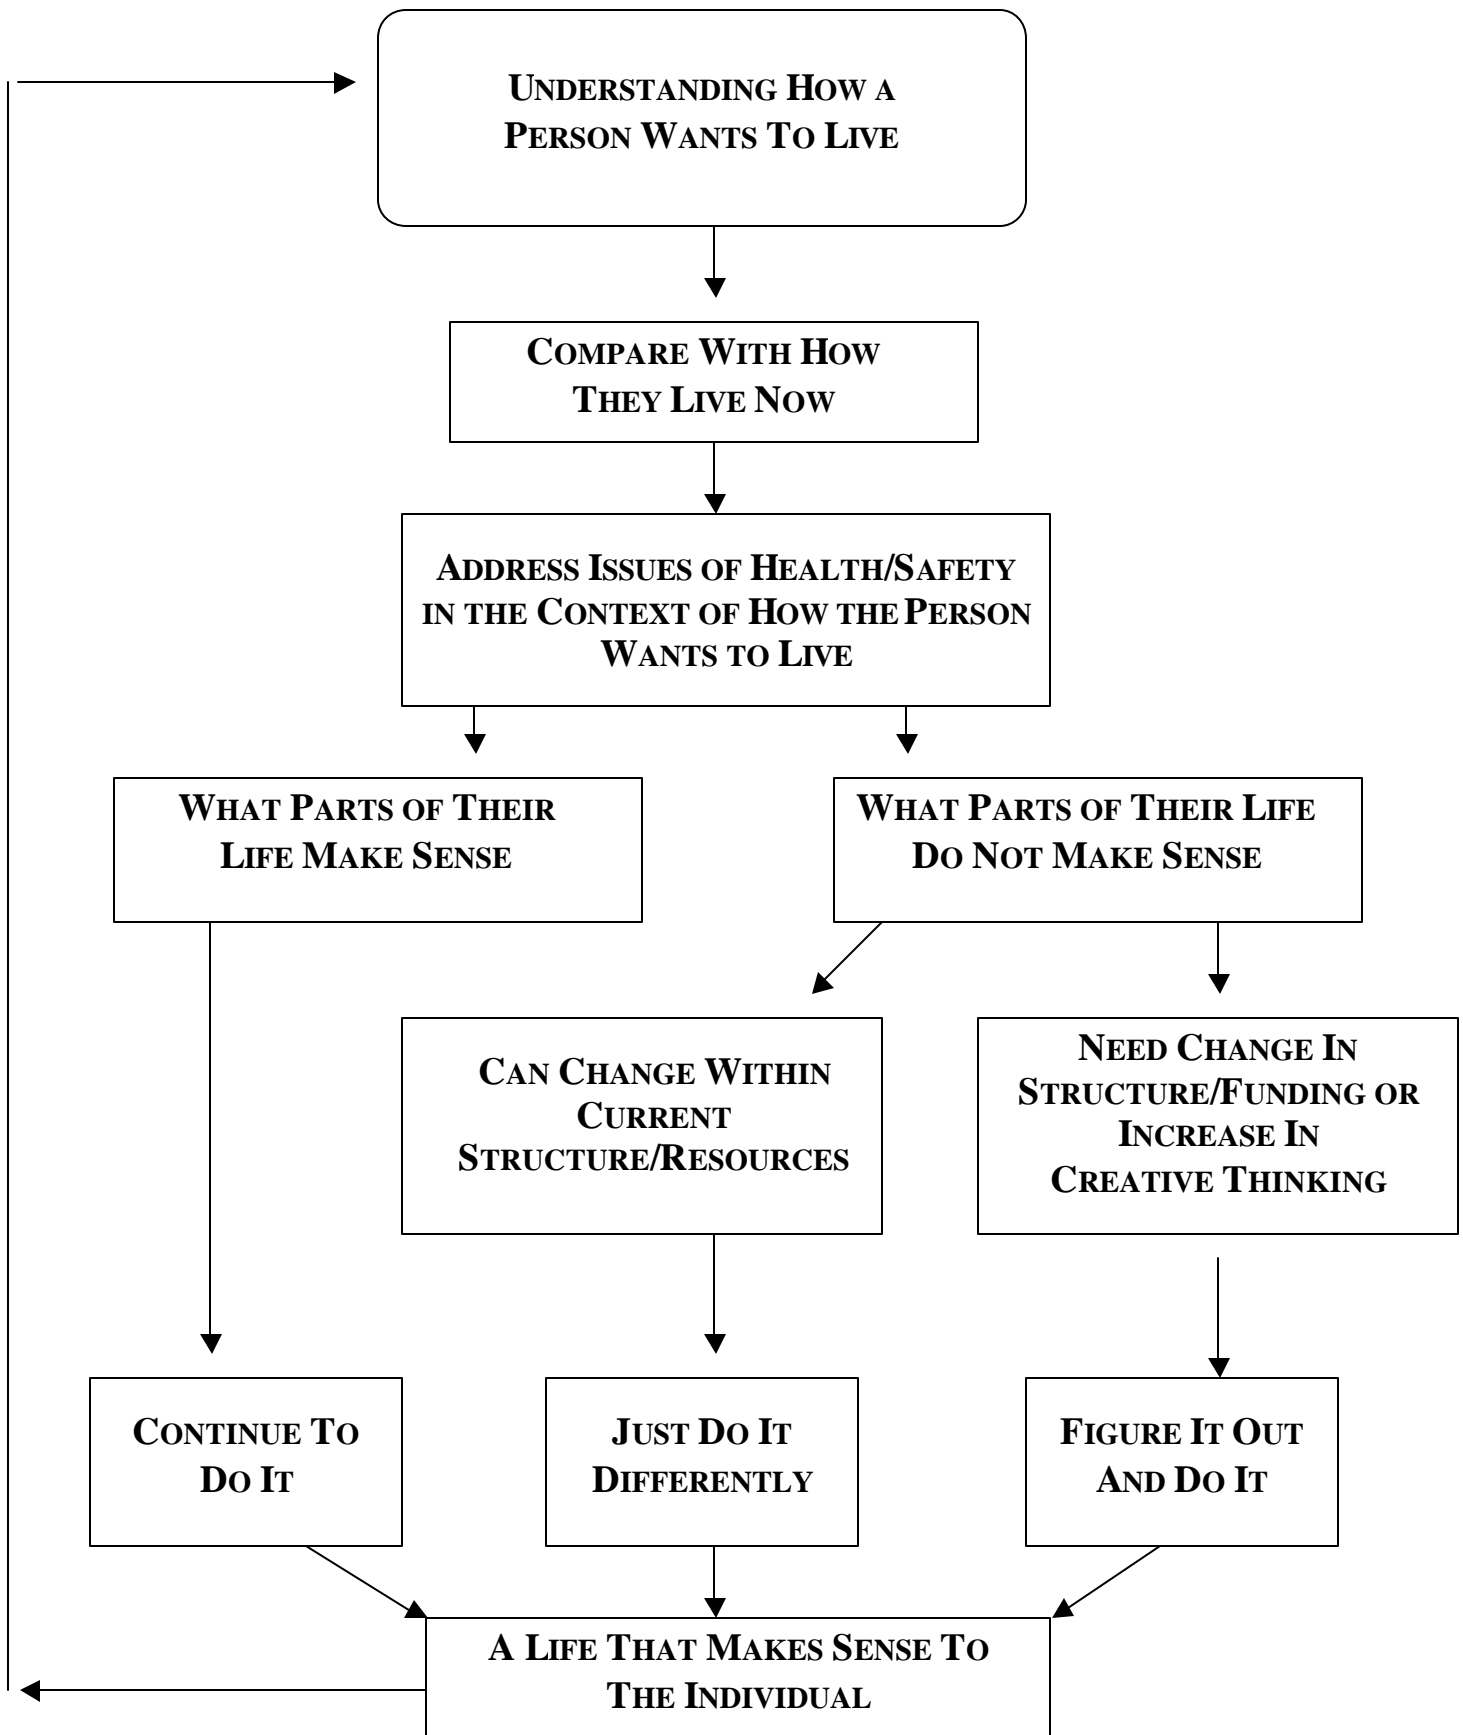 UNDERSTANDING HOW A
PERSON WANTS TO LIVE
COMPARE WITH HOW
THEY LIVE NOW
ADDRESS ISSUES OF HEALTH/SAFETY
IN THE CONTEXT OF HOW THE PERSON
WANTS TO LIVE
WHAT PARTS OF THEIR
LIFE MAKE SENSE
WHAT PARTS OF THEIR LIFE
DO NOT MAKE SENSE
CAN CHANGE WITHIN
CURRENT
STRUCTURE/RESOURCES
NEED CHANGE IN
STRUCTURE/FUNDING OR
INCREASE IN
CREATIVE THINKING
CONTINUE TO
DO IT
JUST DO IT
DIFFERENTLY
FIGURE IT OUT
AND DO IT
A LIFE THAT MAKES SENSE TO
THE INDIVIDUAL